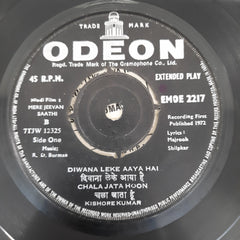 TRADE MARK
ODEON
Regd. Trade Mark of The Gramophone Co., Ltd.
45 R.P.M.
EXTENDED PLAY
Hindi Film :
MERE JEEVAN
SAATHI
B
7TJW 12325
Side One
Music:
R. D. Burman
EMOE 2217
Recording First
Published 1972
Lyrics:
Majrooh
Shilpkar
DIWANA LEKE AAYA HAI
दिवाना लेके आया है
CHALA JATA HOON
चला जाता हूँ
KISHORE KUMAR